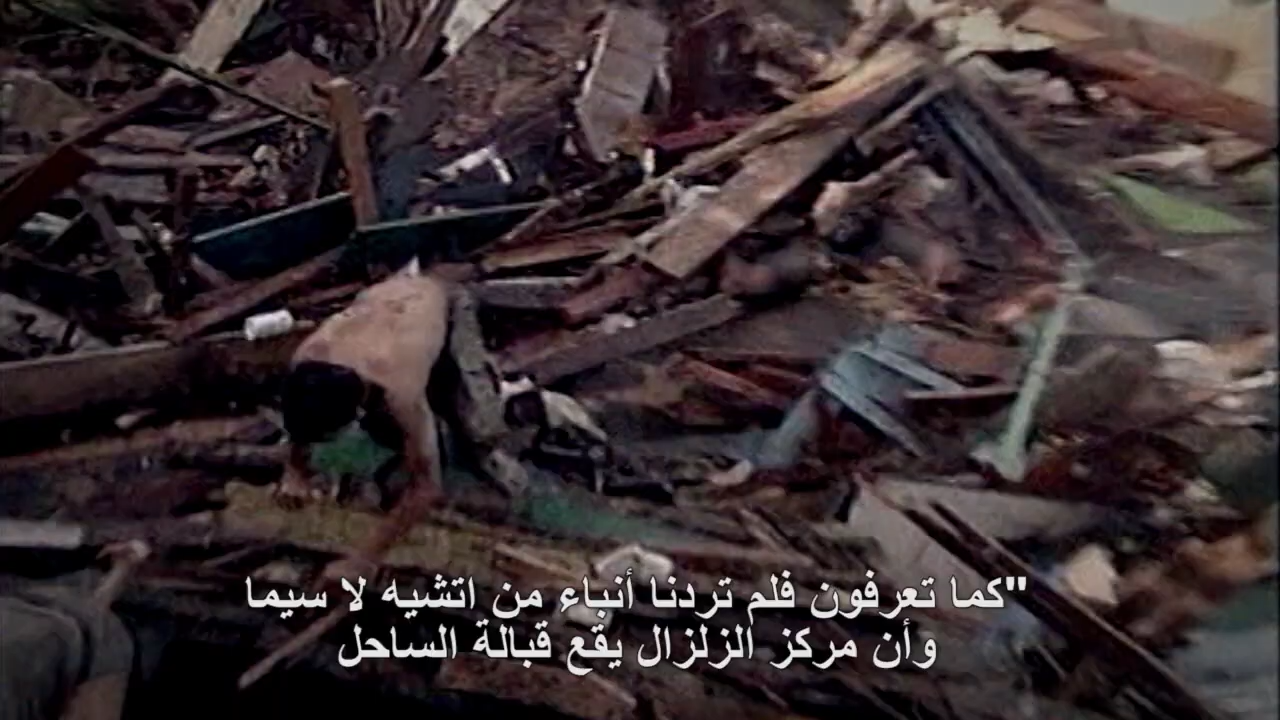 "كما تعرفون فلم تردنا أنباء من اتشيه لا سيما
وأن مركز الزلزال يقع قبالة الساحل